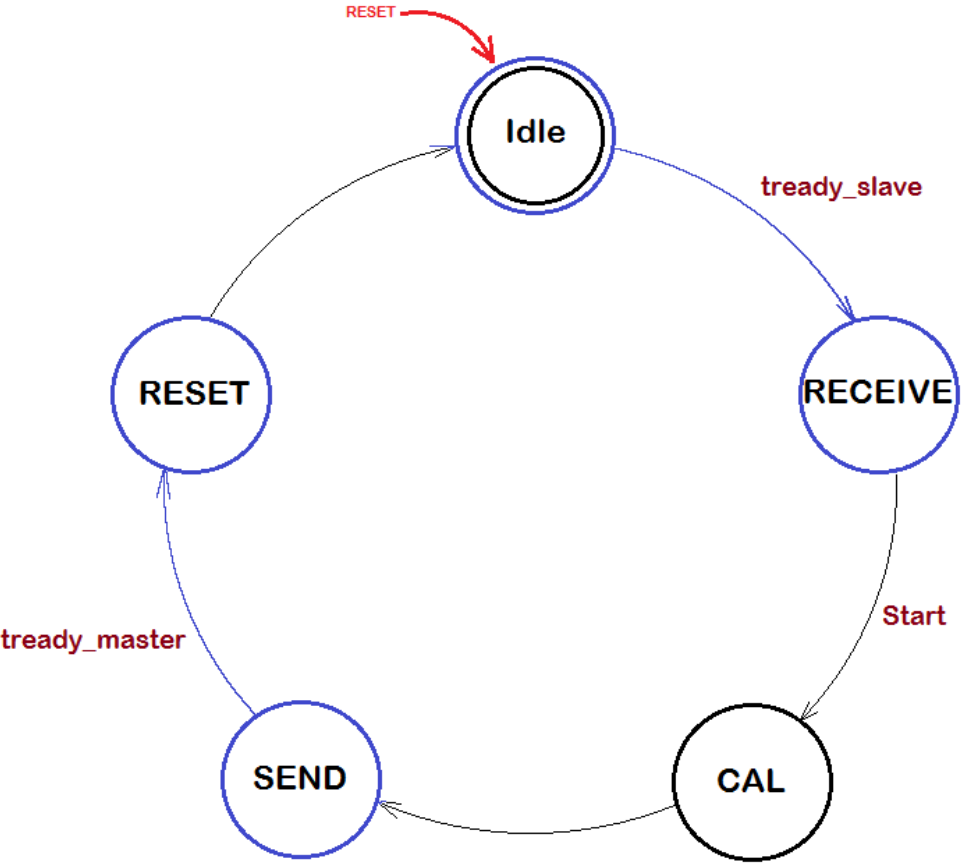 RESET
Idle
tready_slave
RESET
RECEIVE
Start
tready_master
SEND
CAL